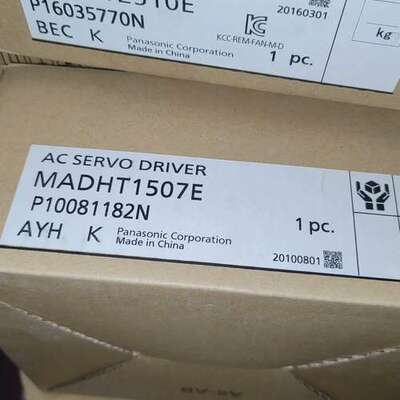 P16035770N
20160301
BEC K
Panasonic Corporation
Made in China
KCC-REM-FAN-M-D
1 pc.
kg
AC SERVO DRIVER
MADHT1507E
P10081182N
1 pc.
AYH K
Panasonic Corporation
Made in China
20100801